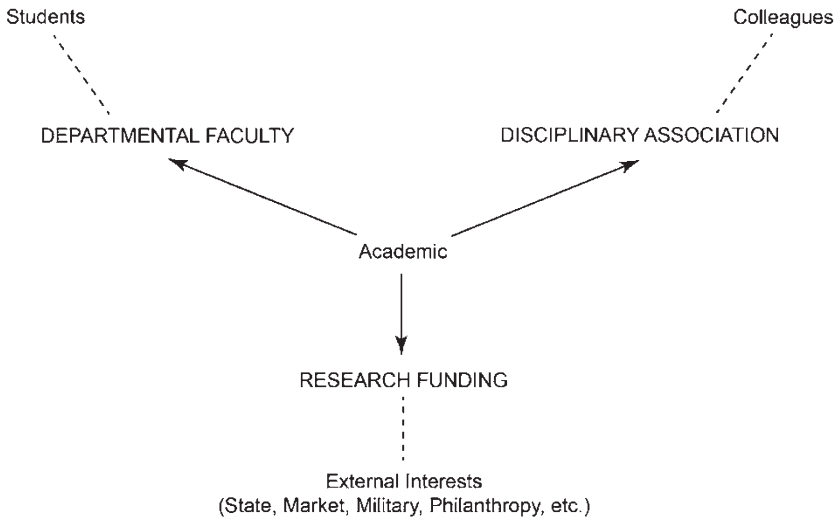 Students
Colleagues
DEPARTMENTAL FACULTY
DISCIPLINARY ASSOCIATION
Academic
RESEARCH FUNDING
External Interests
(State, Market, Military, Philanthropy, etc.)